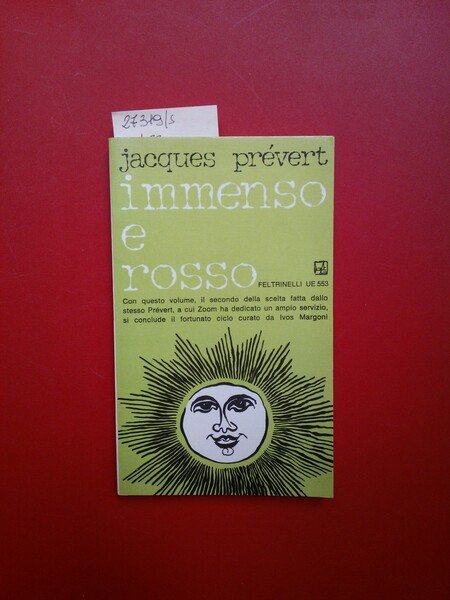 27319/s
jacques prévert
immenso
e
rosso
FELTRINELLI UE 553
Con questo volume, il secondo della scelta fatta dallo
stesso Prévert, a cui Zoom ha dedicato un ampio servizio,
si conclude il fortunato ciclo curato da Ivos Margoni